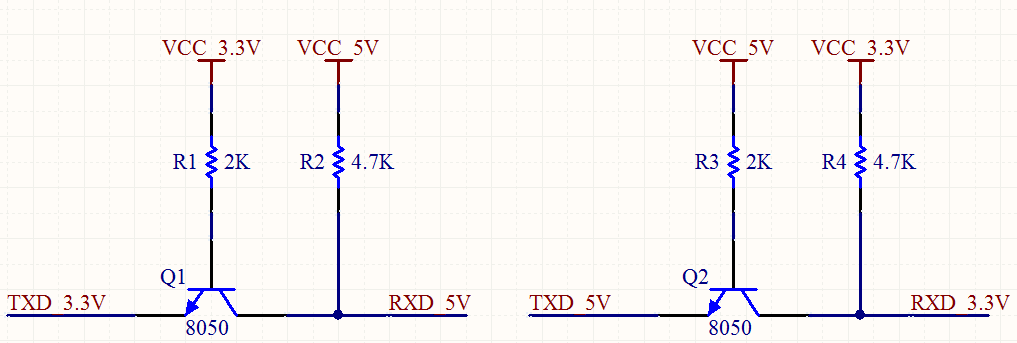 VCC_3.3V
VCC_5V
R1
2K
R2
4.7K
Q1
TXD_3.3V
RXD_5V
8050
VCC_5V
VCC_3.3V
R3
2K
R4
4.7K
Q2
TXD_5V
RXD_3.3V
8050